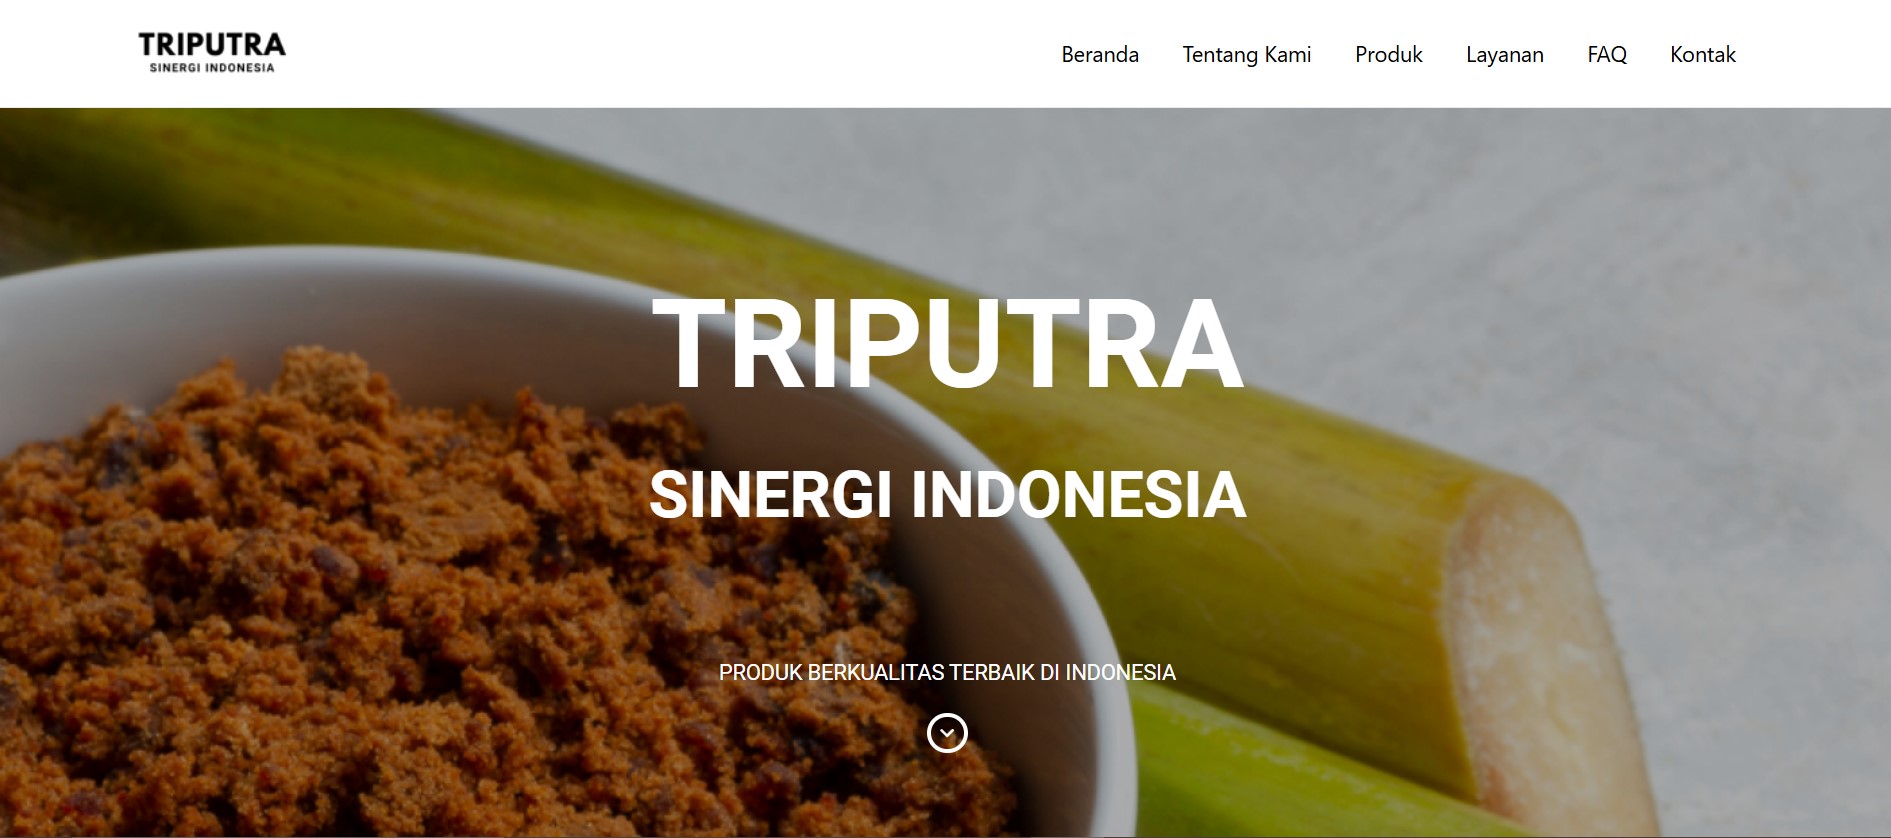 TRIPUTRA
SINERGI INDONESIA
Beranda Tentang Kami Produk Layanan FAQ Kontak
TRIPUTRA
SINERGI INDONESIA
PRODUK BERKUALITAS TERBAIK DI INDONESIA